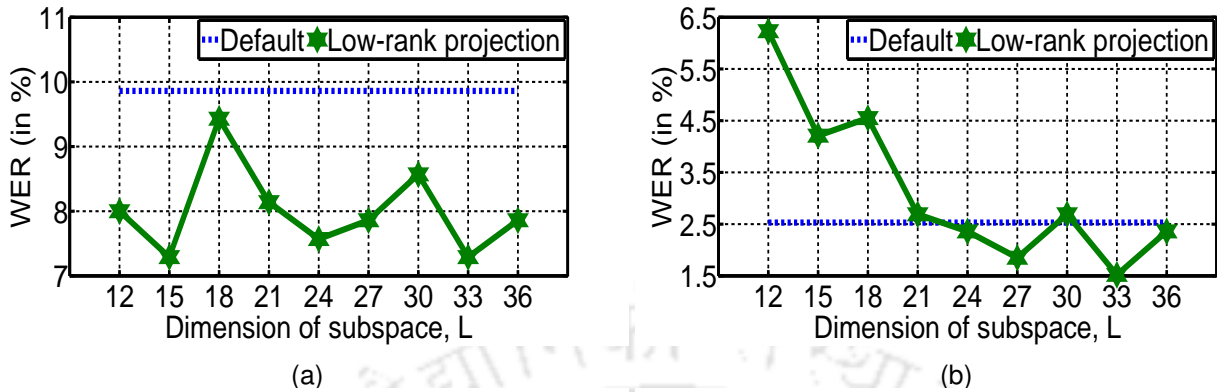 Default Low-rank projection
WER (in %)
11
10
9
8
7
12 15 18 21 24 27 30 33 36
Dimension of subspace, L
(a)
Default Low-rank projection
WER (in %)
6.5
5.5
4.5
3.5
2.5
1.5
12 15 18 21 24 27 30 33 36
Dimension of subspace, L
(b)